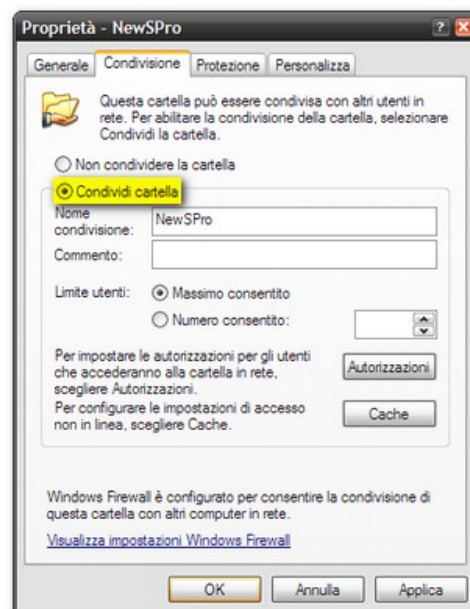 Proprietà - NewSPro
Generale Condivisione Protezione Personalizza
Questa cartella può essere condivisa con altri utenti in
rete. Per abilitare la condivisione della cartella, selezionare
Condividi la cartella.
Non condividere la cartella
Condividi cartella
Nome
condivisione:
NewSPro
Commento:
Limite utenti:
Massimo consentito
Numero consentito:
Per impostare le autorizzazioni per gli utenti
che accederanno alla cartella in rete,
scegliere Autorizzazioni.
Autorizzazioni
Per configurare le impostazioni di accesso
non in linea, scegliere Cache.
Cache
Windows Firewall è configurato per consentire la condivisione di
questa cartella con altri computer in rete.
Visualizza impostazioni Windows Firewall
OK Annulla Applica